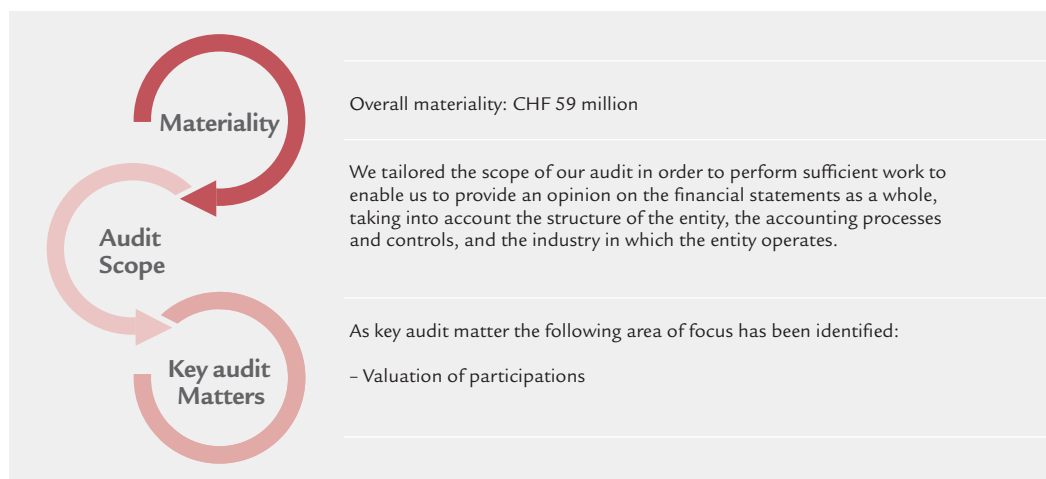 Materiality
Overall materiality: CHF 59 million
Audit
Scope
We tailored the scope of our audit in order to perform sufficient work to
enable us to provide an opinion on the financial statements as a whole,
taking into account the structure of the entity, the accounting processes
and controls, and the industry in which the entity operates.
Key audit
Matters
As key audit matter the following area of focus has been identified:
– Valuation of participations